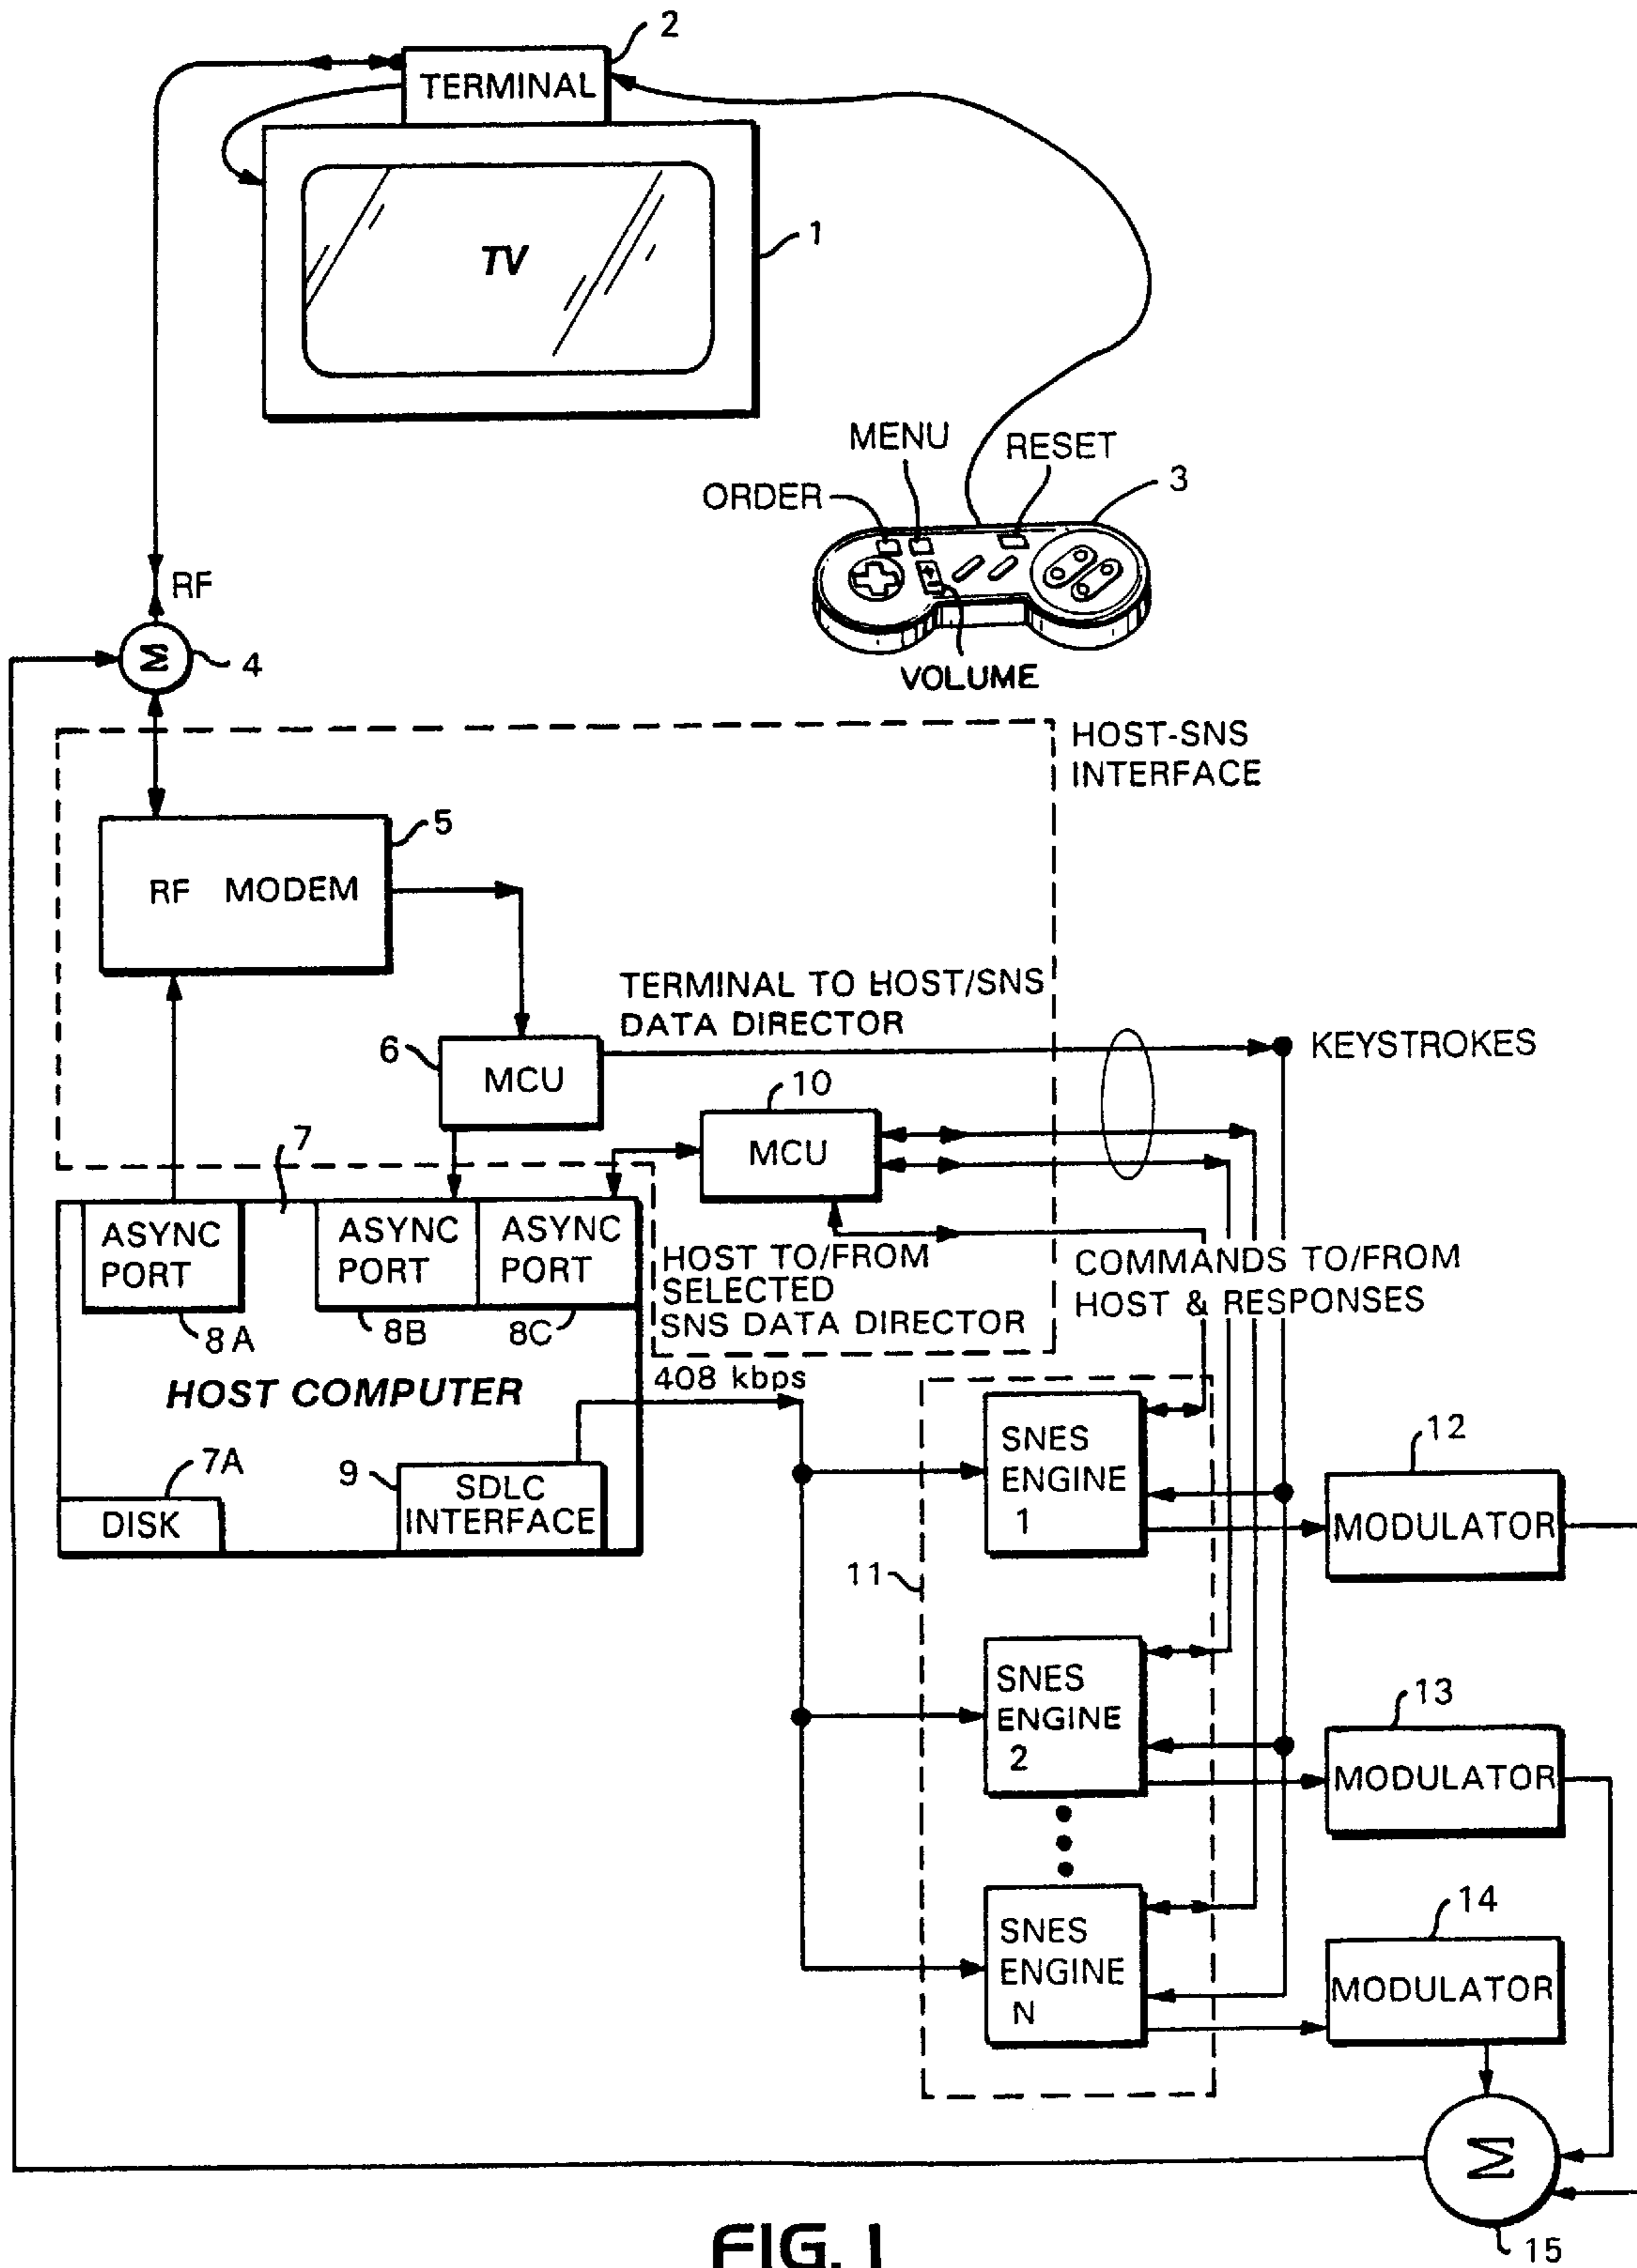 2
TERMINAL
TV
1
MENU
RESET
ORDER
3
RF
M
4
VOLUME
HOST-SNS
INTERFACE
5
RF MODEM
TERMINAL TO HOST/SNS
DATA DIRECTOR
6
MCU
KEYSTROKES
10
MCU
7
ASYNC
PORT
ASYNC
PORT
ASYNC
PORT
8A
8B
8C
HOST TO/FROM
SELECTED
SNS DATA DIRECTOR
COMMANDS TO/FROM
HOST & RESPONSES
408 kbps
HOST COMPUTER
7A
DISK
9
SDLC
INTERFACE
SNES
ENGINE
1
12
MODULATOR
11
SNES
ENGINE
2
13
MODULATOR
SNES
ENGINE
N
14
MODULATOR
M
15
FIG. 1